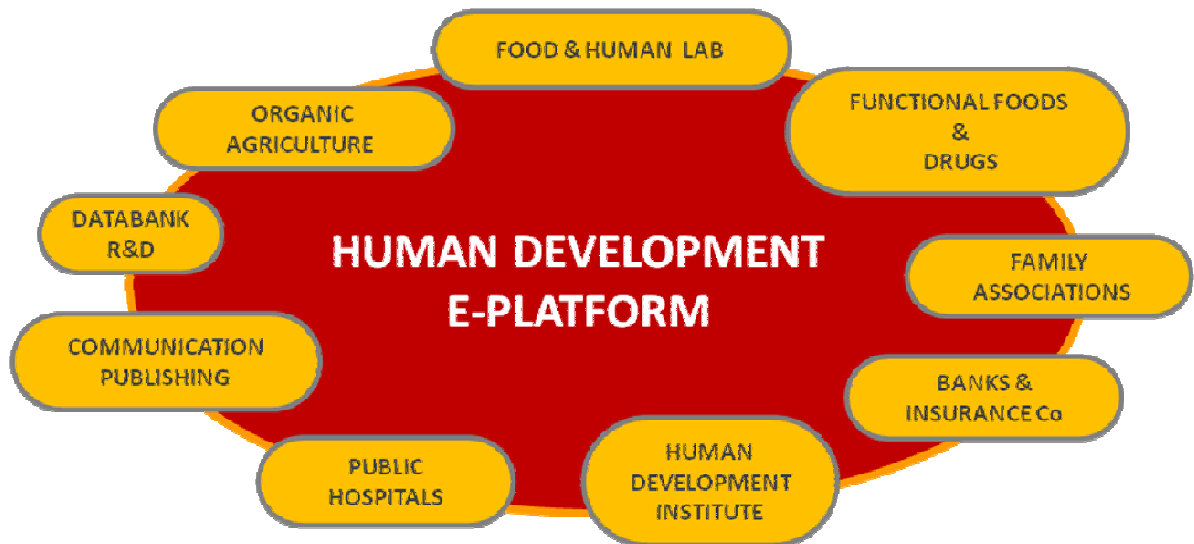 FOOD & HUMAN LAB
FUNCTIONAL FOODS
&
DRUGS
ORGANIC
AGRICULTURE
DATABANK
R&D
HUMAN DEVELOPMENT
E-PLATFORM
FAMILY
ASSOCIATIONS
COMMUNICATION
PUBLISHING
BANKS &
INSURANCE Co
PUBLIC
HOSPITALS
HUMAN
DEVELOPMENT
INSTITUTE